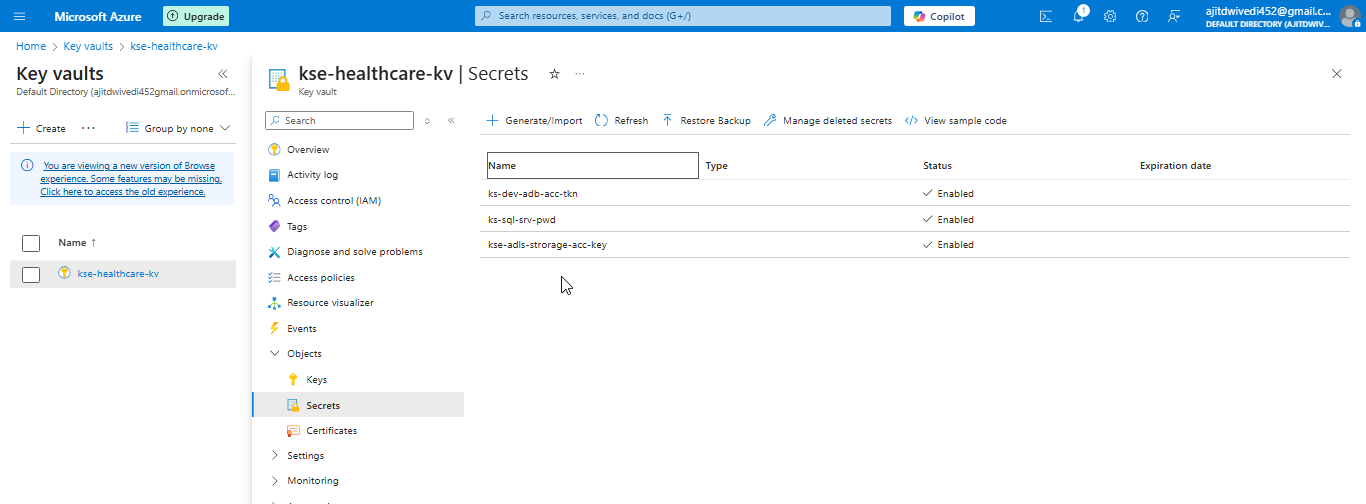 Microsoft Azure
Upgrade
Search resources, services, and docs (G+/)
Copilot
1
ajitdwivedi452@gmail.c...
DEFAULT DIRECTORY (AJITDWIV...
Home > Key vaults > kse-healthcare-kv
Key vaults
Default Directory (ajitdwivedi452gmail.onmicrosof...
Create
Group by none
You are viewing a new version of Browse
experience. Some features may be missing.
Click here to access the old experience.
Name ↑
kse-healthcare-kv
kse-healthcare-kv | Secrets
Key vault
Search
Overview
Activity log
Access control (IAM)
Tags
Diagnose and solve problems
Access policies
Resource visualizer
Events
Objects
Keys
Secrets
Certificates
Settings
Monitoring
Generate/Import Refresh Restore Backup Manage deleted secrets View sample code
Name Type Status Expiration date
ks-dev-adb-acc-tkn Enabled
ks-sql-srv-pwd Enabled
kse-adls-strorage-acc-key Enabled